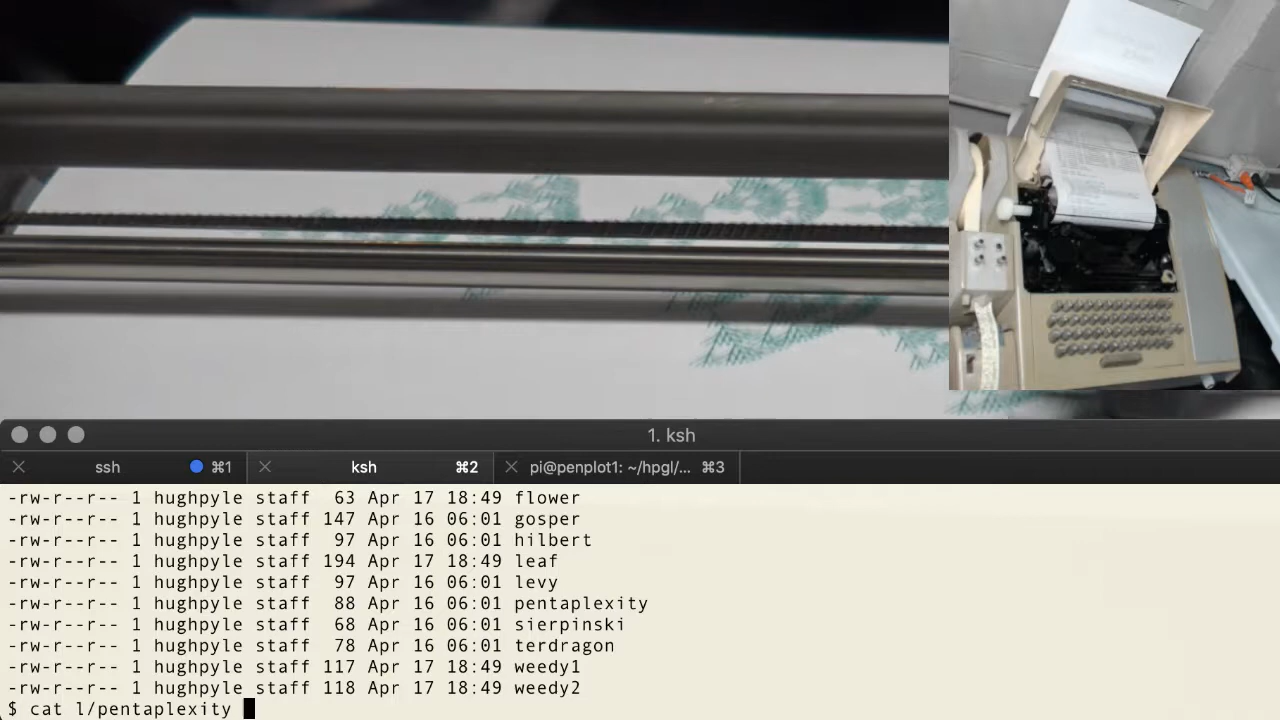 1. ksh
ssh ⌘1 ksh ⌘2 pi@penplot1: ~/hpgl/... ⌘3
-rw-r--r-- 1 hughpyle staff  63 Apr 17 18:49 flower
-rw-r--r-- 1 hughpyle staff 147 Apr 16 06:01 gosper
-rw-r--r-- 1 hughpyle staff  97 Apr 16 06:01 hilbert
-rw-r--r-- 1 hughpyle staff 194 Apr 17 18:49 leaf
-rw-r--r-- 1 hughpyle staff  97 Apr 16 06:01 levy
-rw-r--r-- 1 hughpyle staff  88 Apr 16 06:01 pentaplexity
-rw-r--r-- 1 hughpyle staff  68 Apr 16 06:01 sierpinski
-rw-r--r-- 1 hughpyle staff  78 Apr 16 06:01 terdragon
-rw-r--r-- 1 hughpyle staff 117 Apr 17 18:49 weedy1
-rw-r--r-- 1 hughpyle staff 118 Apr 17 18:49 weedy2
$ cat l/pentaplexity